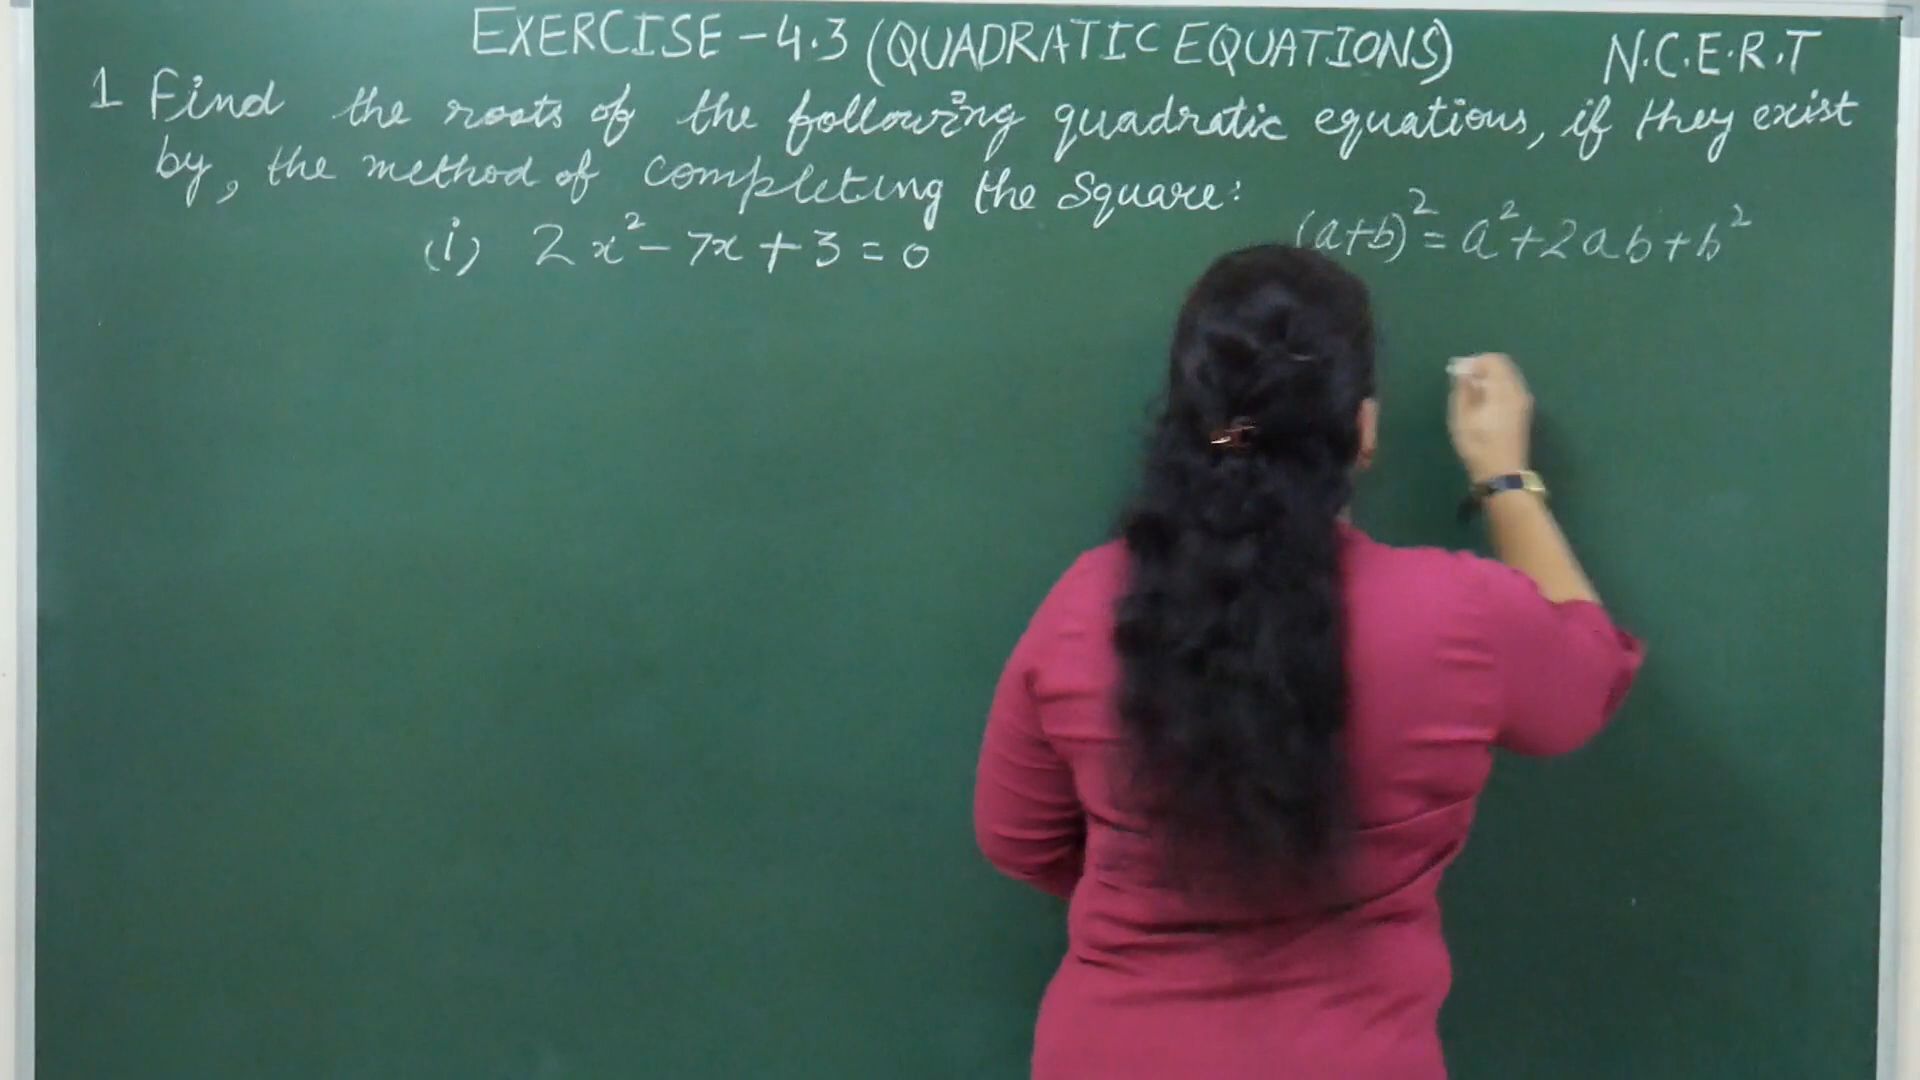 EXERCISE - 4.3 (QUADRATIC EQUATIONS) N.C.E.R.T
1 Find the roots of the following quadratic equations, if they exist
by, the method of completing the Square:
(a+b)² = a²+2ab+b²
(i) 2x² - 7x + 3 = 0